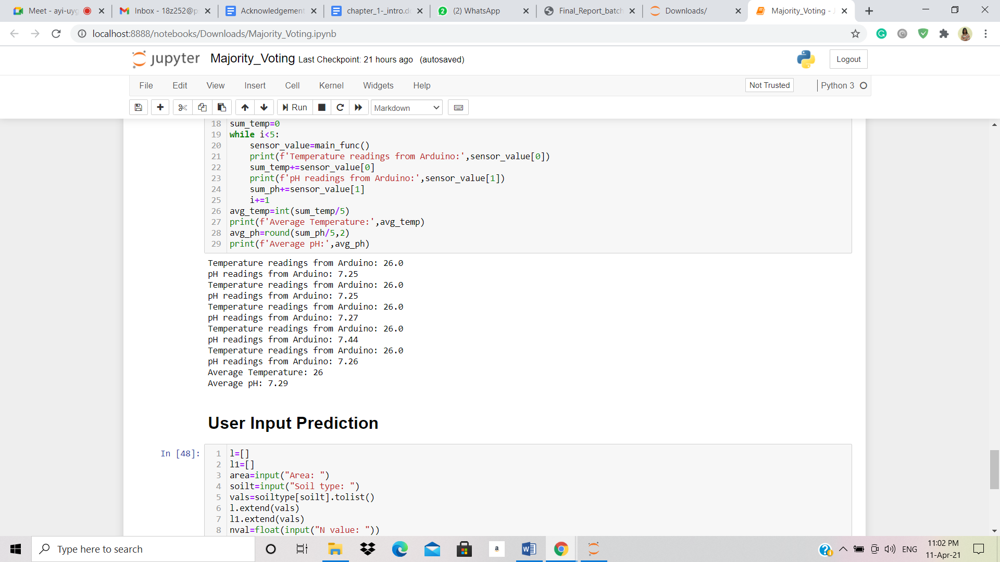 Meet - ayi-uyg
Inbox - 18z252@p
Acknowledgement
chapter_1-_intro.d
(2) WhatsApp
Final_Report_batch
Downloads/
Majority_Voting -
localhost:8888/notebooks/Downloads/Majority_Voting.ipynb
jupyter Majority_Voting Last Checkpoint: 21 hours ago (autosaved)
Logout
File Edit View Insert Cell Kernel Widgets Help
Not Trusted
Python 3
Run
Markdown
18 sum_temp=0
19 while i<5:
20     sensor_value=main_func()
21     print(f'Temperature readings from Arduino:',sensor_value[0])
22     sum_temp+=sensor_value[0]
23     print(f'pH readings from Arduino:',sensor_value[1])
24     sum_ph+=sensor_value[1]
25     i+=1
26 avg_temp=int(sum_temp/5)
27 print(f'Average Temperature:',avg_temp)
28 avg_ph=round(sum_ph/5,2)
29 print(f'Average pH:',avg_ph)
Temperature readings from Arduino: 26.0
pH readings from Arduino: 7.25
Temperature readings from Arduino: 26.0
pH readings from Arduino: 7.25
Temperature readings from Arduino: 26.0
pH readings from Arduino: 7.27
Temperature readings from Arduino: 26.0
pH readings from Arduino: 7.44
Temperature readings from Arduino: 26.0
pH readings from Arduino: 7.26
Average Temperature: 26
Average pH: 7.29
User Input Prediction
In [48]:
1 l=[]
2 l1=[]
3 area=input("Area: ")
4 soilt=input("Soil type: ")
5 vals=soiltype[soilt].tolist()
6 l.extend(vals)
7 l1.extend(vals)
8 nval=float(input("N value: "))
Type here to search
a
ENG
11:02 PM
11-Apr-21